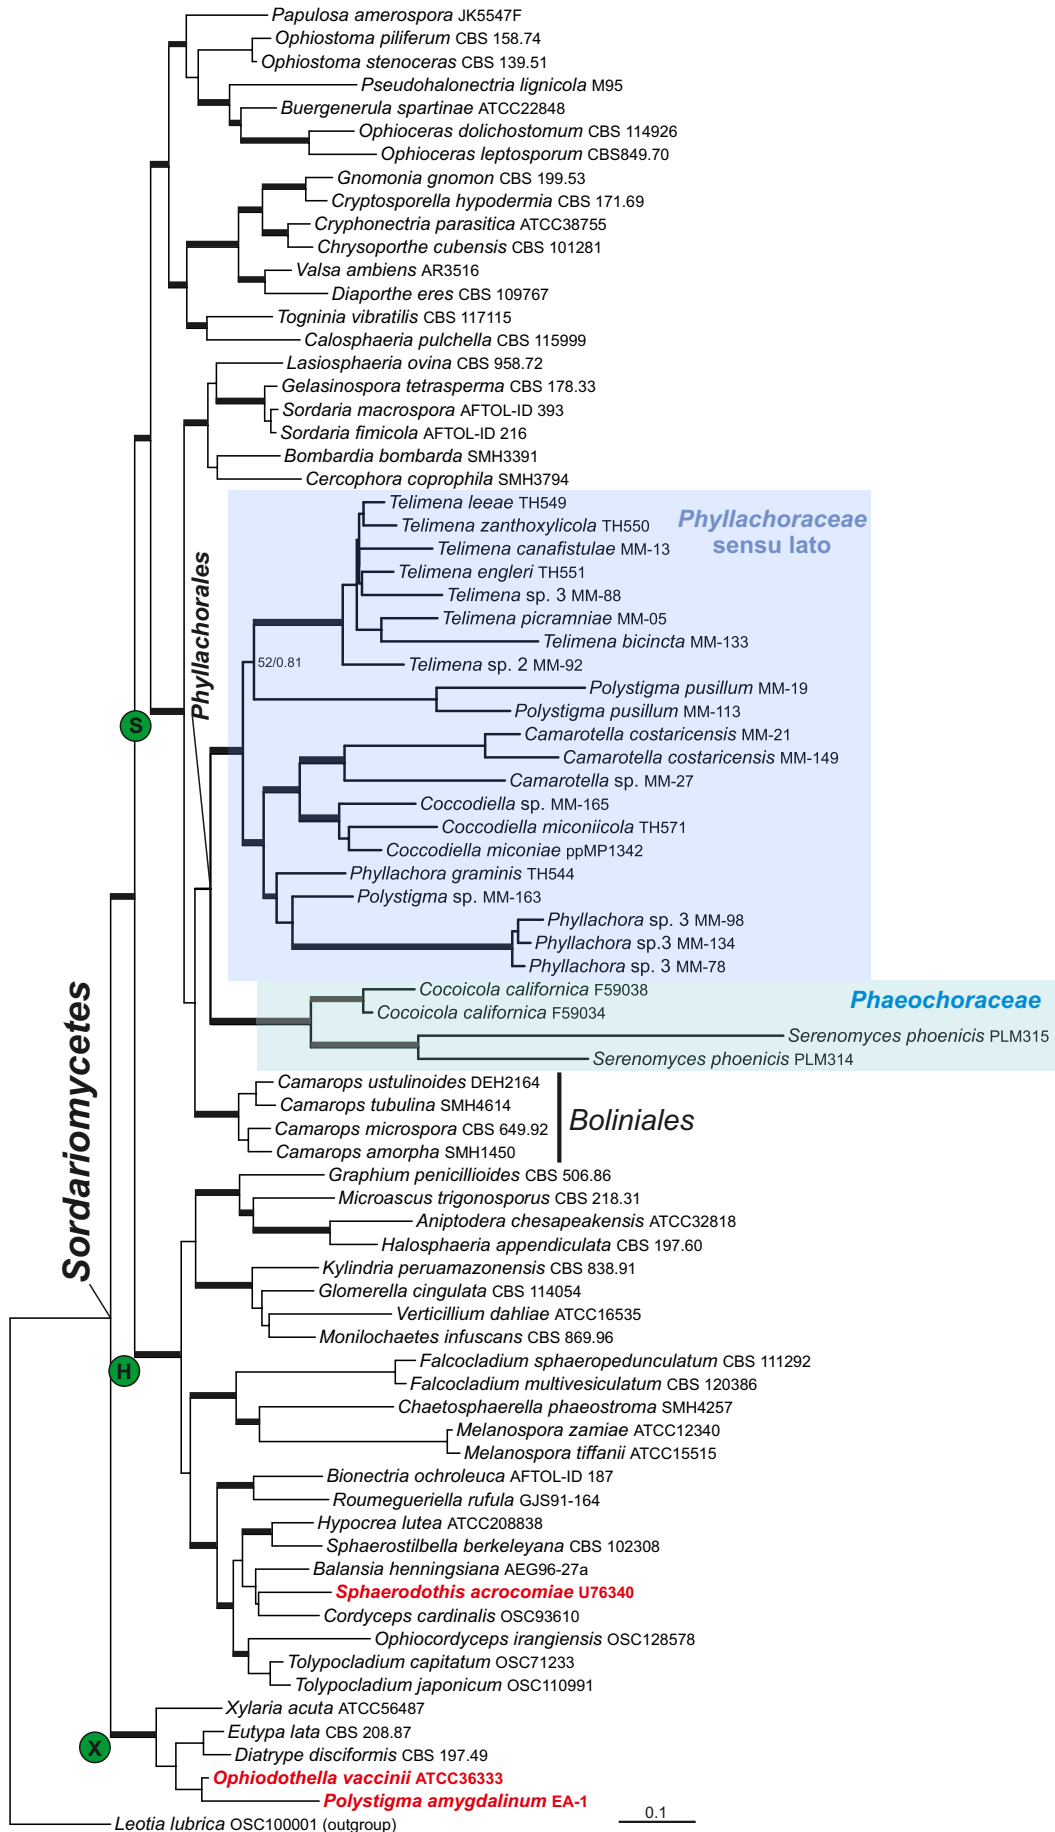 Papulosa amerospora JK5547F
Ophiostoma piliferum CBS 158.74
Ophiostoma stenoceras CBS 139.51
Pseudohalonectria lignicola M95
Buergenerula spartinae ATCC22848
Ophioceras dolichostomum CBS 114926
Ophioceras leptosporum CBS849.70
Gnomonia gnomon CBS 199.53
Cryptosporella hypodermia CBS 171.69
Cryphonectria parasitica ATCC38755
Chrysoporthe cubensis CBS 101281
Valsa ambiens AR3516
Diaporthe eres CBS 109767
Togninia vibratilis CBS 117115
Calosphaeria pulchella CBS 115999
Lasiosphaeria ovina CBS 958.72
Gelasinospora tetrasperma CBS 178.33
Sordaria macrospora AFTOL-ID 393
Sordaria fimicola AFTOL-ID 216
Bombardia bombarda SMH3391
Cercophora coprophila SMH3794
Telimena leeae TH549
Telimena zanthoxylicola TH550
Phyllachoraceae
sensu lato
Telimena canafistulae MM-13
Telimena engleri TH551
Telimena sp. 3 MM-88
Telimena picramniae MM-05
Telimena bicincta MM-133
Phyllachorales
52/0.81
Telimena sp. 2 MM-92
Polystigma pusillum MM-19
Polystigma pusillum MM-113
S
Camarotella costaricensis MM-21
Camarotella costaricensis MM-149
Camarotella sp. MM-27
Coccodiella sp. MM-165
Coccodiella miconiicola TH571
Coccodiella miconiae ppMP1342
Phyllachora graminis TH544
Polystigma sp. MM-163
Phyllachora sp. 3 MM-98
Phyllachora sp.3 MM-134
Phyllachora sp. 3 MM-78
Cocoicola californica F59038
Phaeochoraceae
Cocoicola californica F59034
Serenomyces phoenicis PLM315
Serenomyces phoenicis PLM314
Camarops ustulinoides DEH2164
Camarops tubulina SMH4614
Boliniales
Camarops microspora CBS 649.92
Camarops amorpha SMH1450
Sordariomycetes
Graphium penicillioides CBS 506.86
Microascus trigonosporus CBS 218.31
Aniptodera chesapeakensis ATCC32818
Halosphaeria appendiculata CBS 197.60
Kylindria peruamazonensis CBS 838.91
Glomerella cingulata CBS 114054
Verticillium dahliae ATCC16535
Monilochaetes infuscans CBS 869.96
H
Falcocladium sphaeropedunculatum CBS 111292
Falcocladium multivesiculatum CBS 120386
Chaetosphaerella phaeostroma SMH4257
Melanospora zamiae ATCC12340
Melanospora tiffanii ATCC15515
Bionectria ochroleuca AFTOL-ID 187
Roumegueriella rufula GJS91-164
Hypocrea lutea ATCC208838
Sphaerostilbella berkeleyana CBS 102308
Balansia henningsiana AEG96-27a
Sphaerodothis acrocomiae U76340
Cordyceps cardinalis OSC93610
Ophiocordyceps irangiensis OSC128578
Tolypocladium capitatum OSC71233
Tolypocladium japonicum OSC110991
Xylaria acuta ATCC56487
Eutypa lata CBS 208.87
X
Diatrype disciformis CBS 197.49
Ophiodothella vaccinii ATCC36333
Polystigma amygdalinum EA-1
0.1
Leotia lubrica OSC100001 (outgroup)